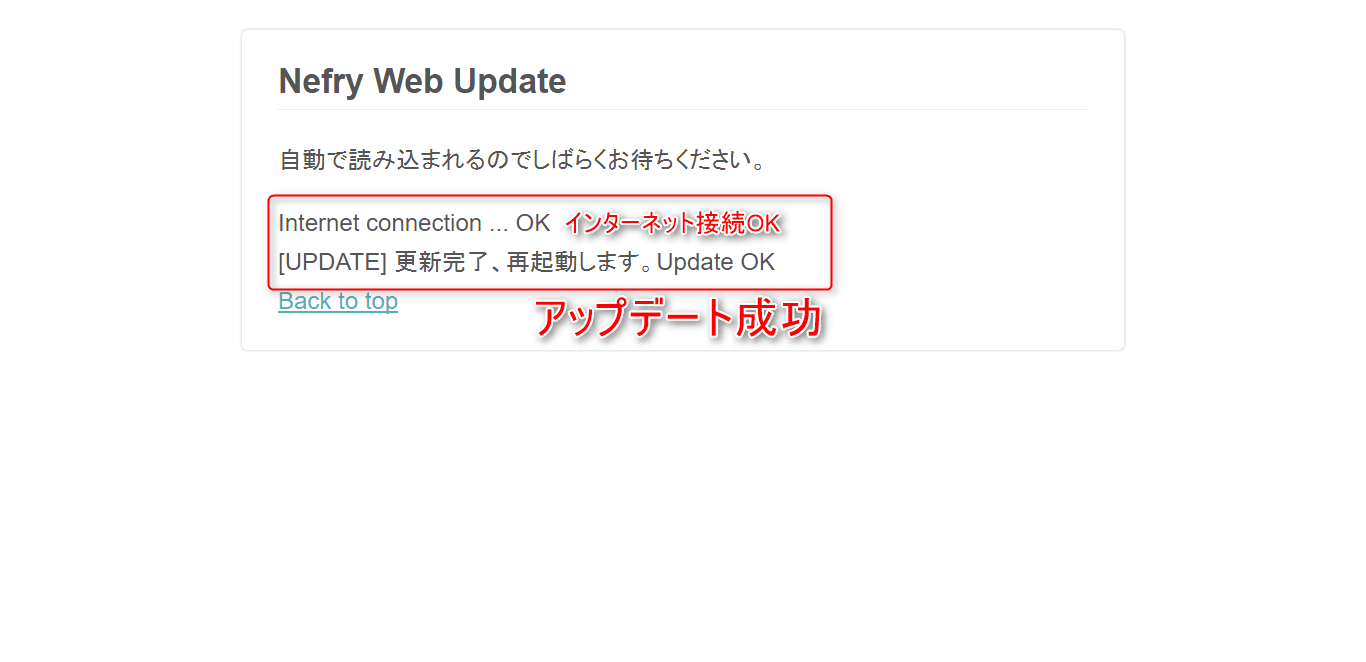 Nefry Web Update
自動で読み込まれるのでしばらくお待ちください。
Internet connection ... OK インターネット接続OK
[UPDATE] 更新完了、再起動します。Update OK
Back to top
アップデート成功